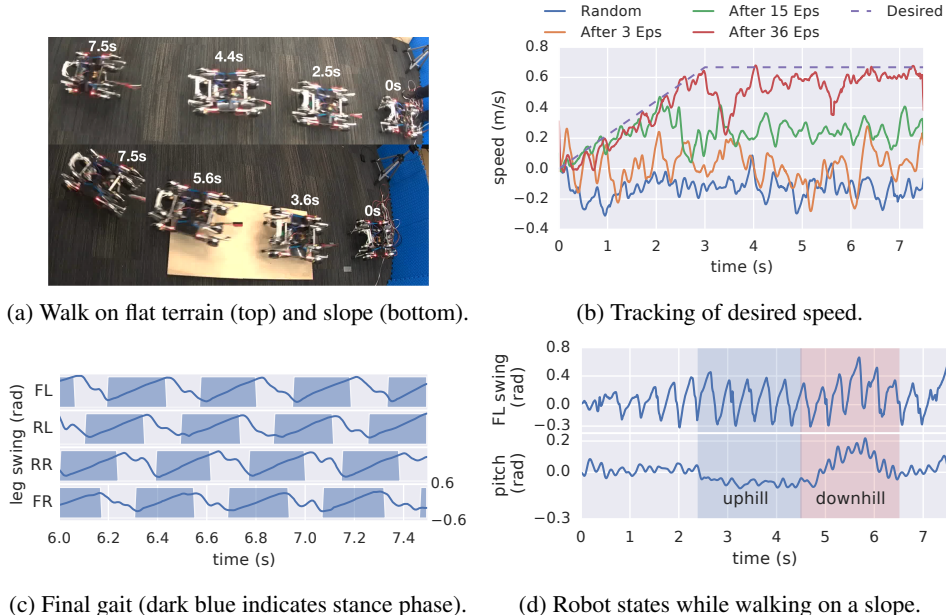 7.5s
4.4s
2.5s
0s
7.5s
5.6s
3.6s
0s
(a) Walk on flat terrain (top) and slope (bottom).
Random After 15 Eps Desired
After 3 Eps After 36 Eps
speed (m/s)
0.8
0.6
0.4
0.2
0.0
−0.2
−0.4
0 1 2 3 4 5 6 7
time (s)
(b) Tracking of desired speed.
leg swing (rad)
FL
RL
RR
FR
0.6
−0.6
6.0 6.2 6.4 6.6 6.8 7.0 7.2 7.4
time (s)
(c) Final gait (dark blue indicates stance phase).
FL swing
(rad)
0.8
0.0
−0.3
pitch
(rad)
0.2
0.0
−0.3
uphill downhill
0 1 2 3 4 5 6 7
time (s)
(d) Robot states while walking on a slope.